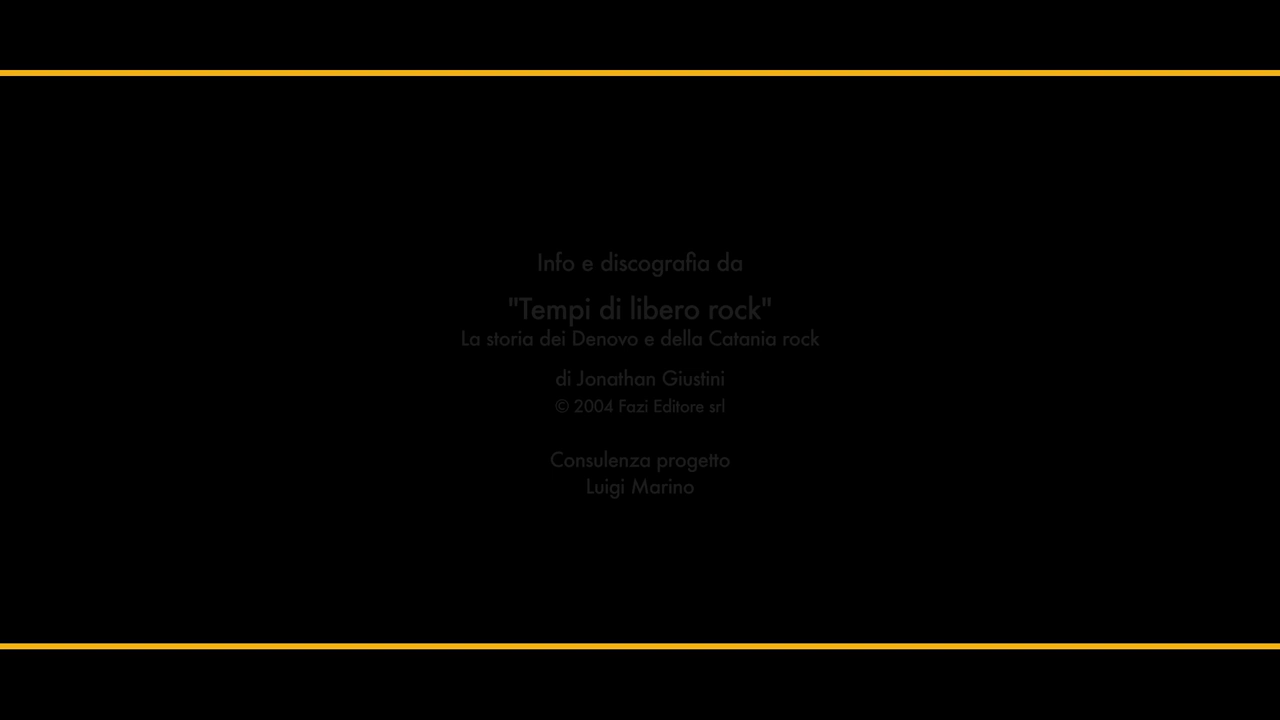 Info e discografia da
"Tempi di libero rock"
La storia dei Denovo e della Catania rock
di Jonathan Giustini
© 2004 Fazi Editore srl
Consulenza progetto
Luigi Marino